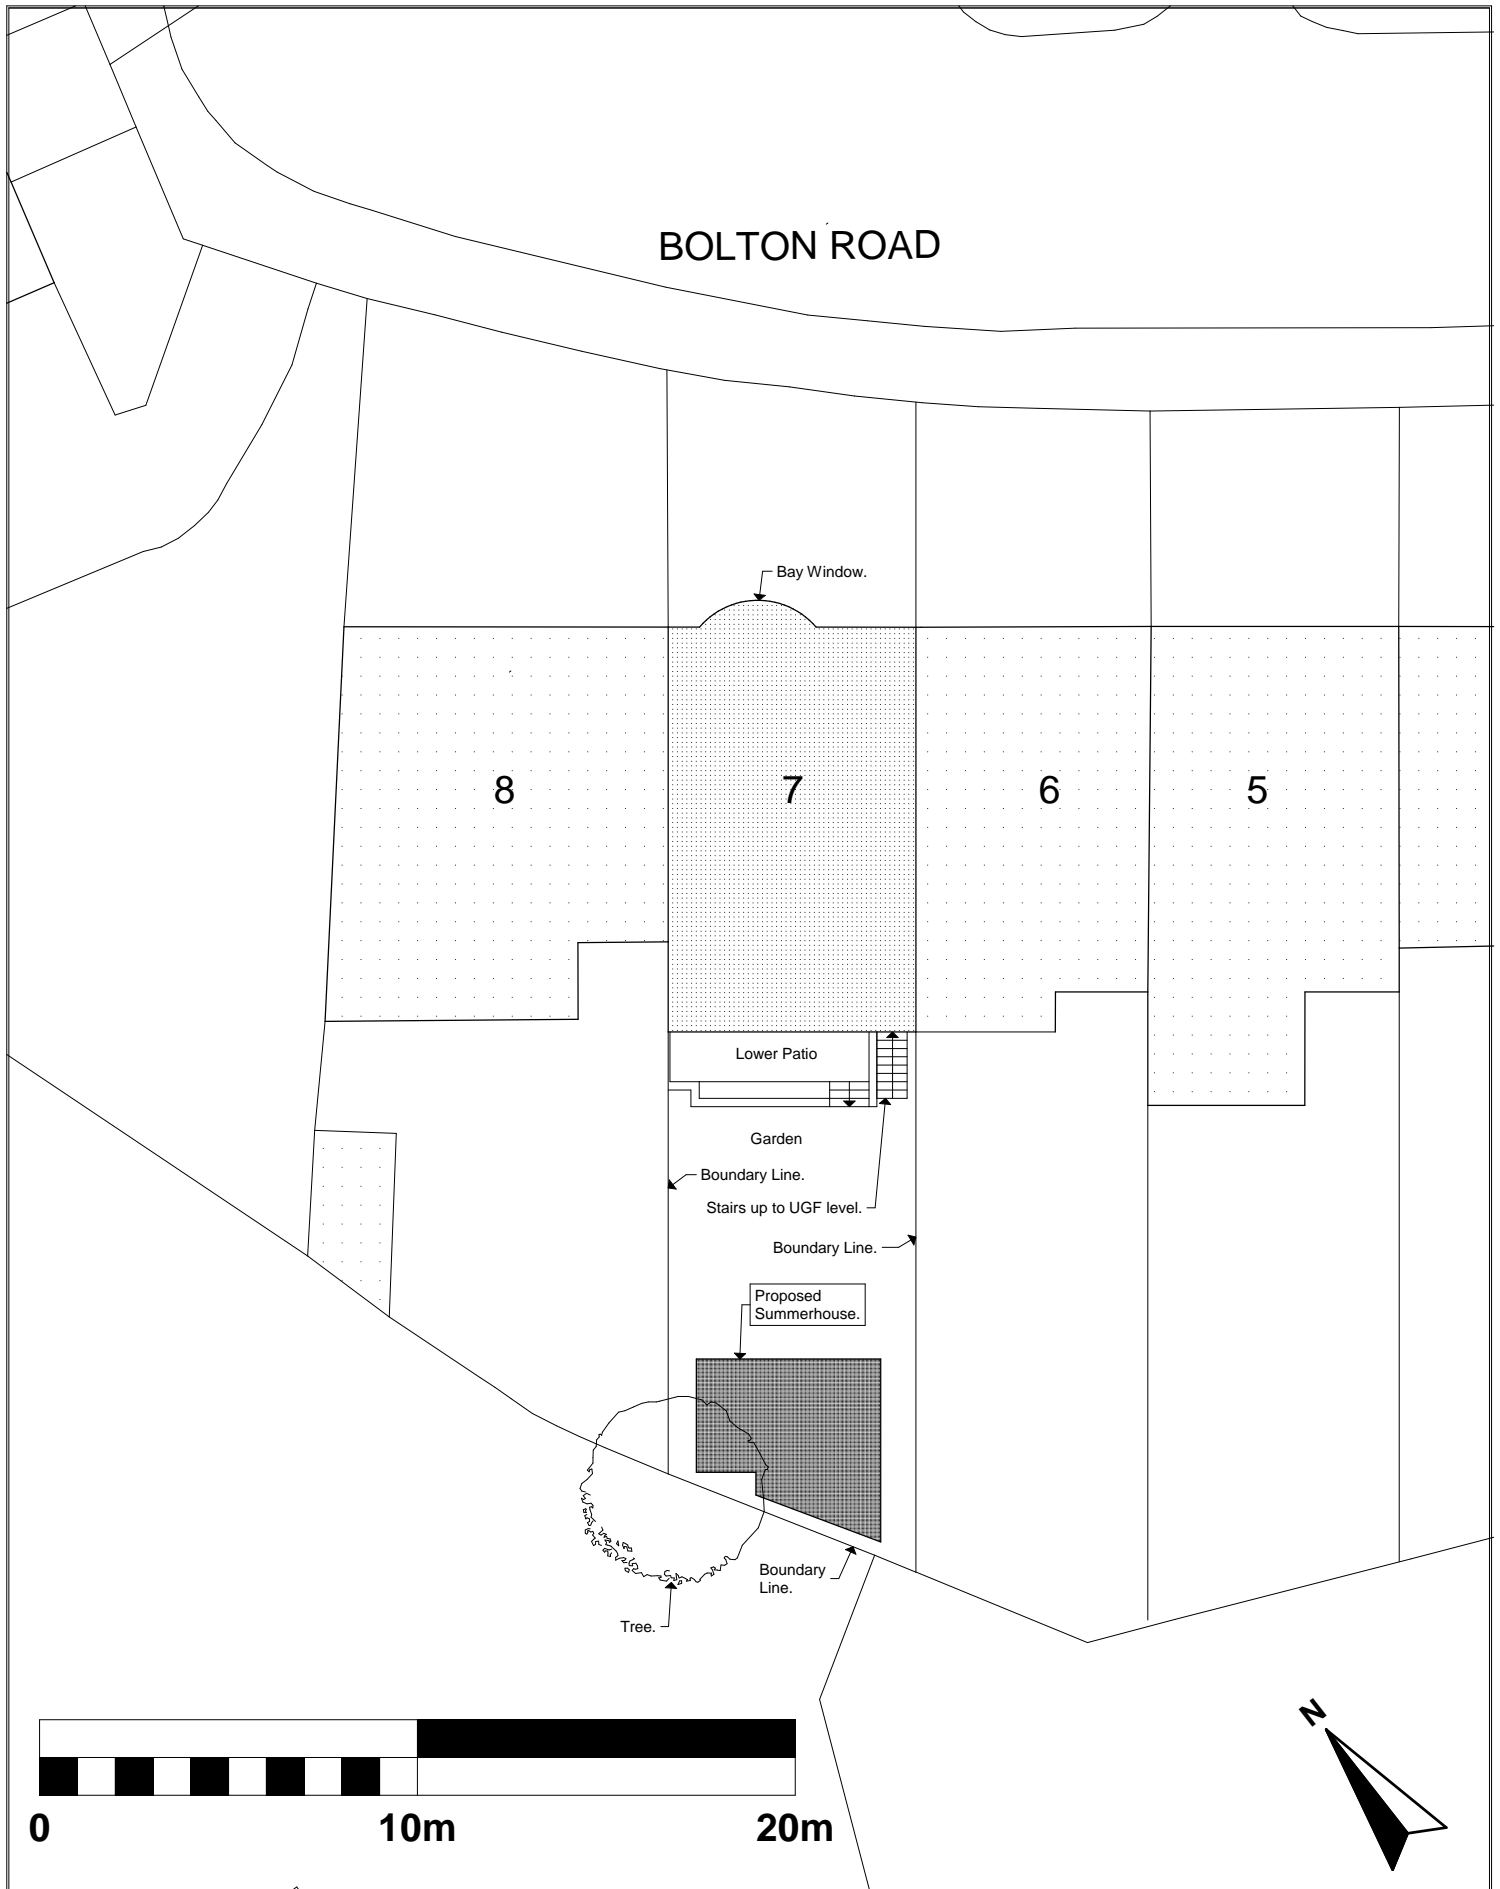 BOLTON ROAD
Bay Window.
8
7
6
5
Lower Patio
Garden
Boundary Line.
Stairs up to UGF level.
Boundary Line.
Proposed
Summerhouse.
Boundary
Line.
Tree.
N
0
10m
20m